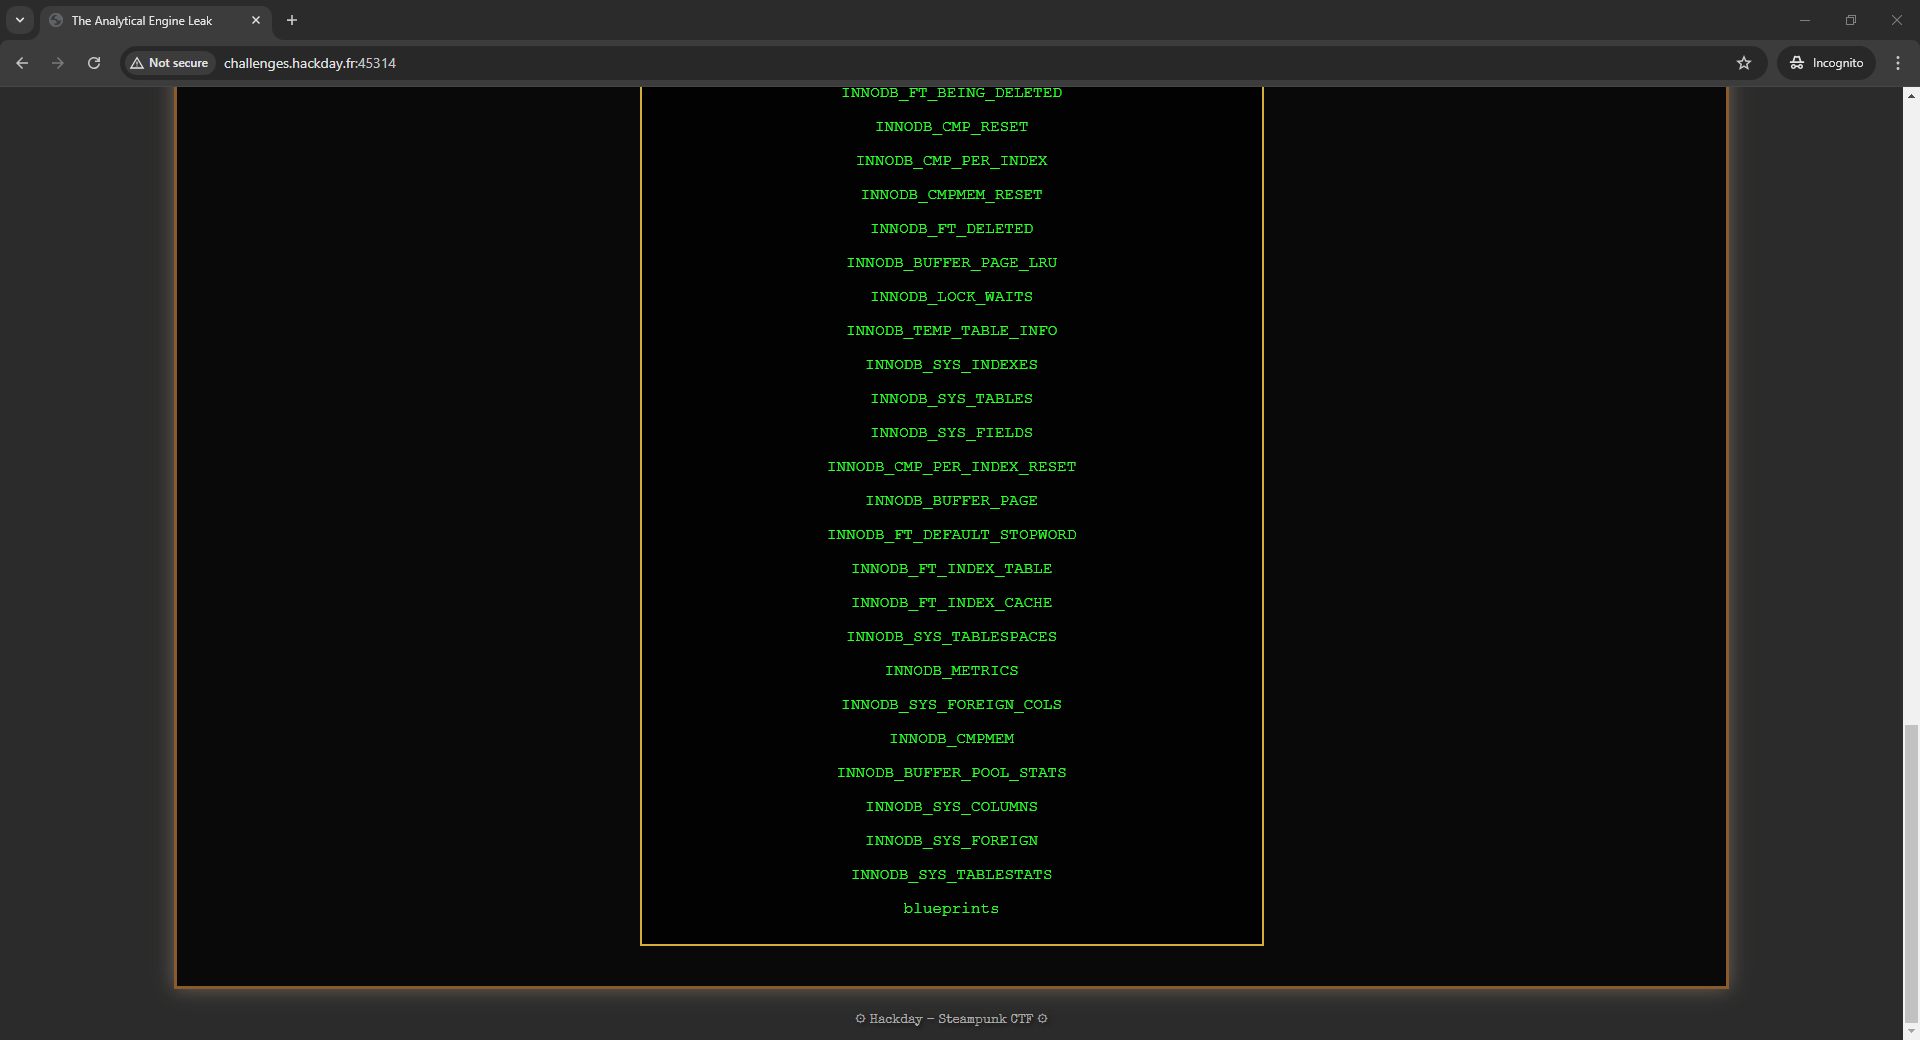 The Analytical Engine Leak
Not secure
challenges.hackday.fr:45314
Incognito
INNODB_FT_BEING_DELETED
INNODB_CMP_RESET
INNODB_CMP_PER_INDEX
INNODB_CMPMEM_RESET
INNODB_FT_DELETED
INNODB_BUFFER_PAGE_LRU
INNODB_LOCK_WAITS
INNODB_TEMP_TABLE_INFO
INNODB_SYS_INDEXES
INNODB_SYS_TABLES
INNODB_SYS_FIELDS
INNODB_CMP_PER_INDEX_RESET
INNODB_BUFFER_PAGE
INNODB_FT_DEFAULT_STOPWORD
INNODB_FT_INDEX_TABLE
INNODB_FT_INDEX_CACHE
INNODB_SYS_TABLESPACES
INNODB_METRICS
INNODB_SYS_FOREIGN_COLS
INNODB_CMPMEM
INNODB_BUFFER_POOL_STATS
INNODB_SYS_COLUMNS
INNODB_SYS_FOREIGN
INNODB_SYS_TABLESTATS
blueprints
⚙ Hackday - Steampunk CTF ⚙